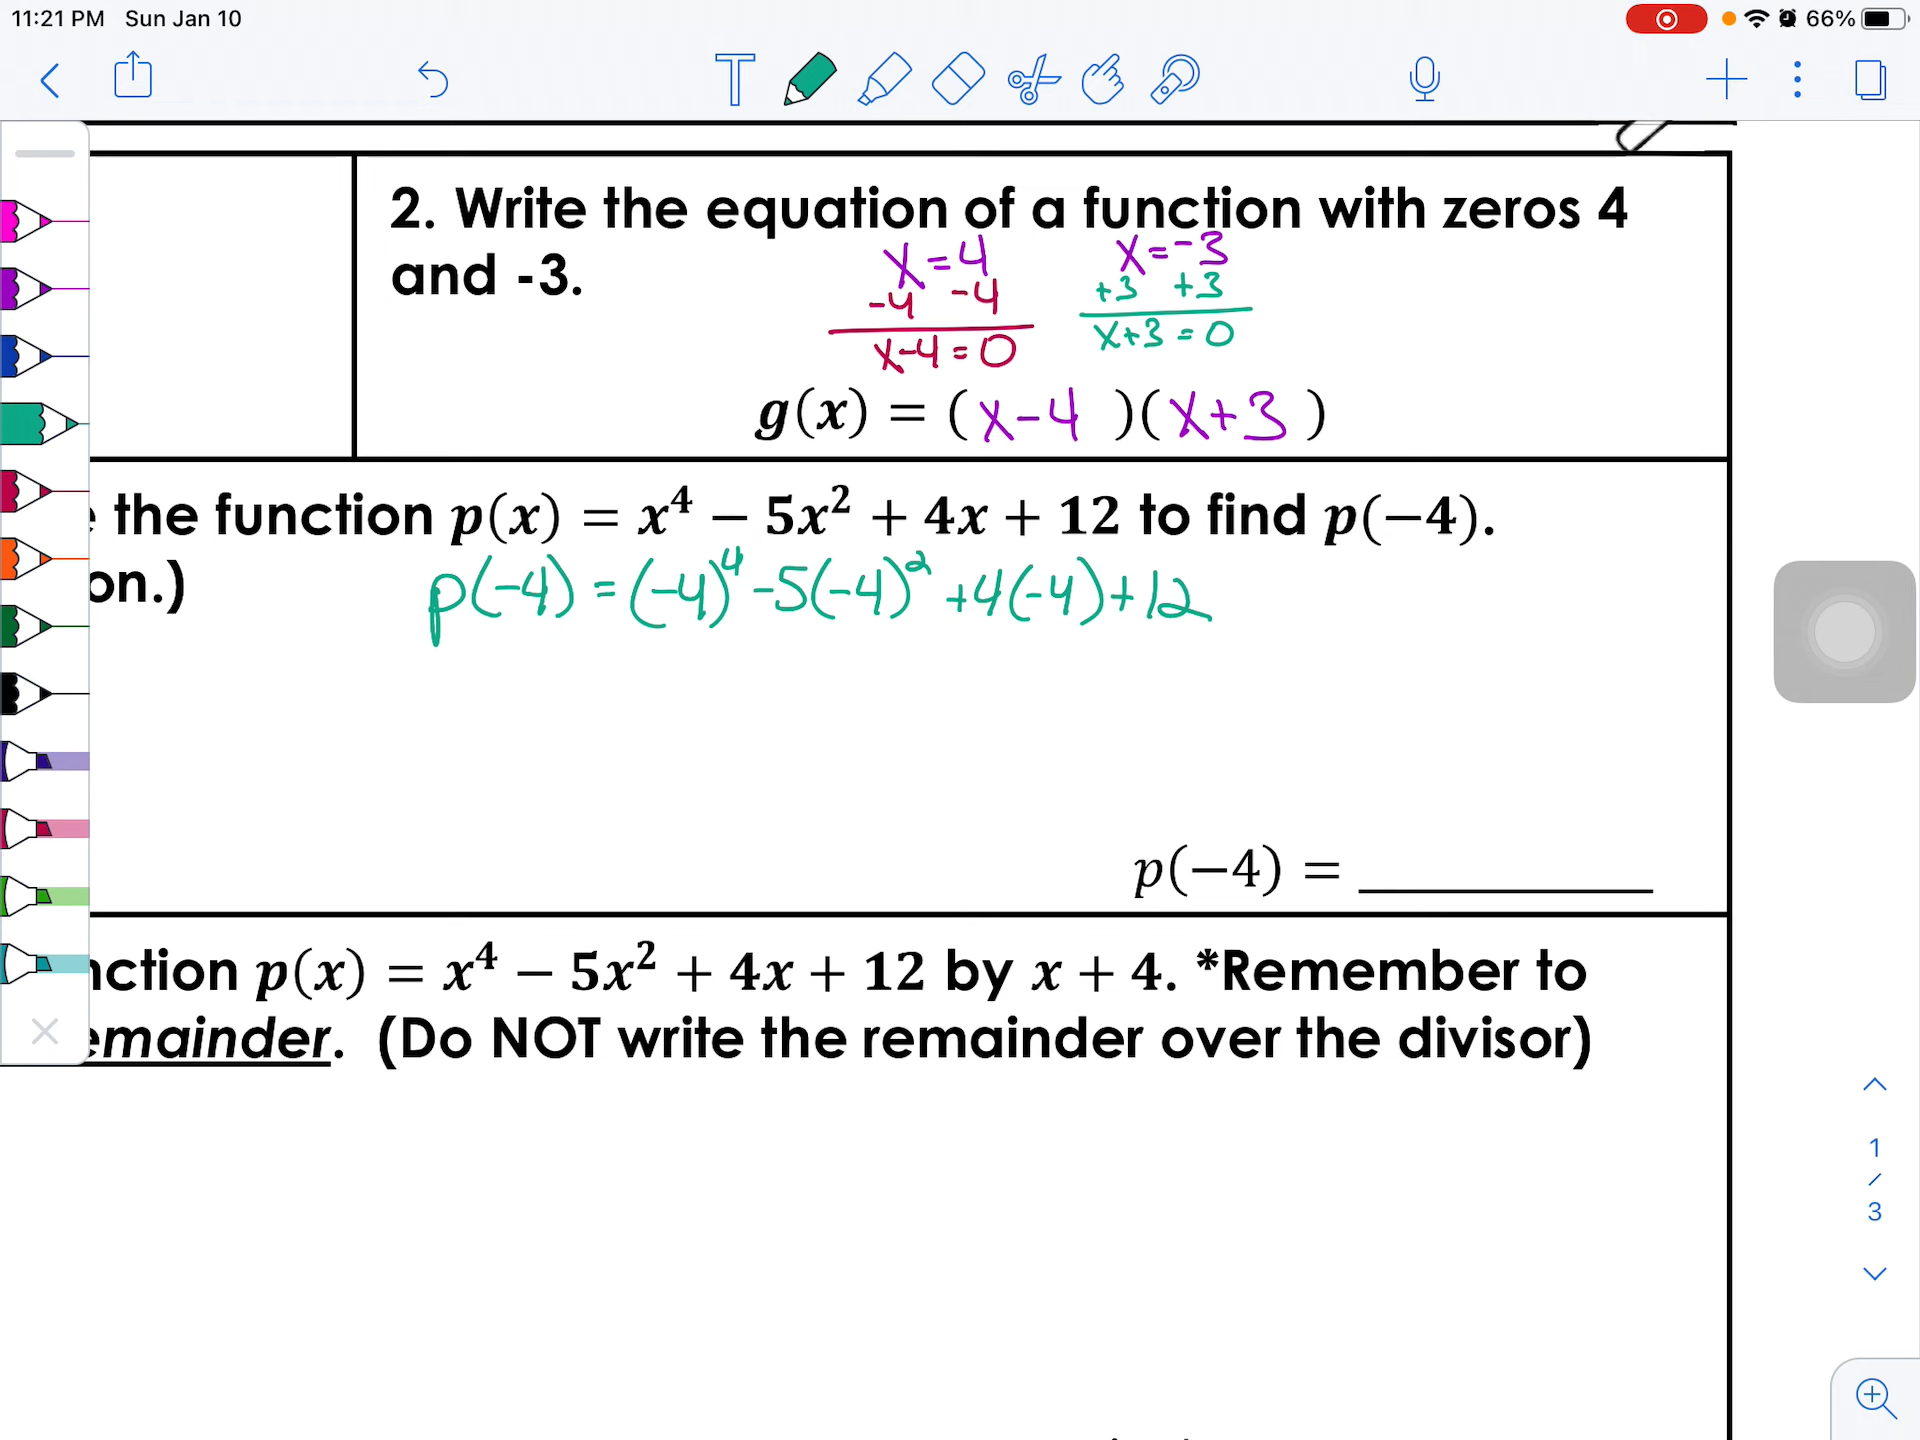 11:21 PM Sun Jan 10
66%
T
2. Write the equation of a function with zeros 4
and -3.
x=4 x=-3
-4 -4 +3 +3
x-4=0 x+3=0
g(x) = (x-4)(x+3)
the function p(x) = x⁴ − 5x² + 4x + 12 to find p(−4).
on.)
p(-4) = (-4)⁴ -5(-4)² +4(-4)+12
p(−4) = __________
nction p(x) = x⁴ − 5x² + 4x + 12 by x + 4. *Remember to
emainder. (Do NOT write the remainder over the divisor)
1
/
3